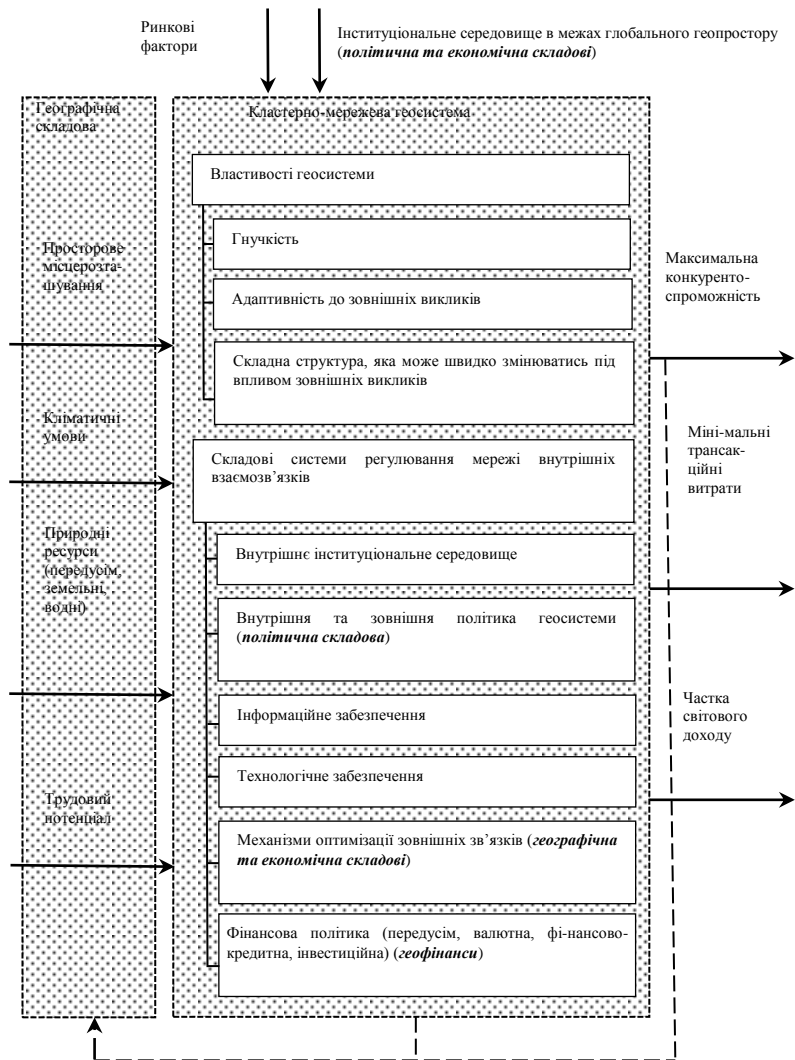 Ринкові
фактори
Інституціональне середовище в межах глобального геопростору
(політична та економічна складові)
Географічна
складова
Просторове
місцерозта-
шування
Кліматичні
умови
Природні
ресурси
(передусім,
земельні,
водні)
Трудовий
потенціал
Кластерно-мережева геосистема
Властивості геосистеми
Гнучкість
Адаптивність до зовнішніх викликів
Складна структура, яка може швидко змінюватись під
впливом зовнішніх викликів
Складові системи регулювання мережі внутрішніх
взаємозв’язків
Внутрішнє інституціональне середовище
Внутрішня та зовнішня політика геосистеми
(політична складова)
Інформаційне забезпечення
Технологічне забезпечення
Механізми оптимізації зовнішніх зв’язків (географічна
та економічна складові)
Фінансова політика (передусім, валютна, фі-нансово-
кредитна, інвестиційна) (геофінанси)
Максимальна
конкуренто-
спроможність
Міні-мальні
трансак-
ційні
витрати
Частка
світового
доходу